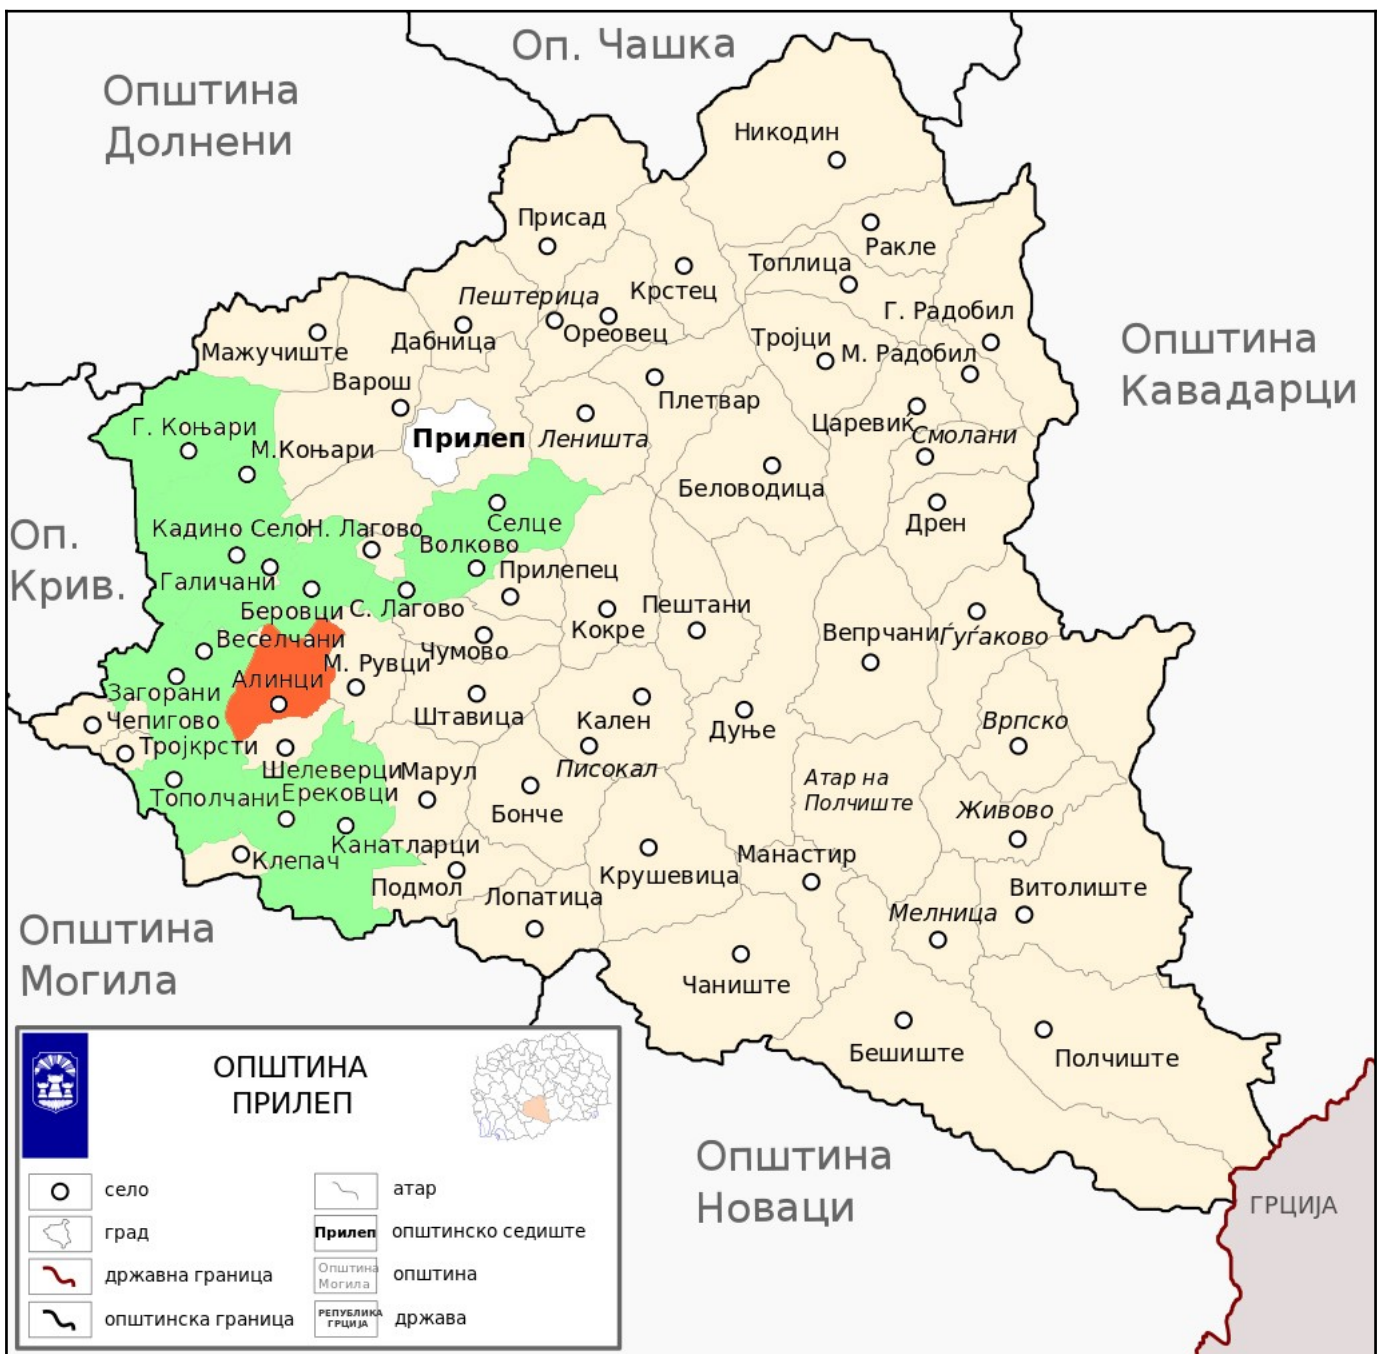 Оп. Чашка
Општина
Долнени
Никодин
Присад
Ракле
Топлица
Крстец
Пештерица
Г. Радобил
Ореовец
Дабница
Тројци
М. Радобил
Мажучиште
Општина
Кавадарци
Варош
Плетвар
Царевиќ
Г. Коњари
Прилеп
Леништа
Смолани
М.Коњари
Беловодица
Дрен
Селце
Кадино Село
Н. Лагово
Оп.
Крив.
Волково
Прилепец
Галичани
Беровци
С. Лагово
Пештани
Кокре
Вепрчани
Ѓуѓаково
Веселчани
Чумово
М. Рувци
Алинци
Загорани
Чепигово
Штавица
Кален
Дуње
Врпско
Тројкрсти
Шелеверци
Марул
Писокал
Атар на
Полчиште
Тополчани
Ерековци
Бонче
Живово
Канатларци
Клепач
Манастир
Крушевица
Подмол
Лопатица
Витолиште
Мелница
Општина
Могила
Чаниште
Бешиште
Полчиште
ОПШТИНА
ПРИЛЕП
Општина
Новаци
ГРЦИЈА
село
атар
град
Прилеп
општинско седиште
државна граница
Општина
Могила
општина
општинска граница
РЕПУБЛИКА
ГРЦИЈА
држава